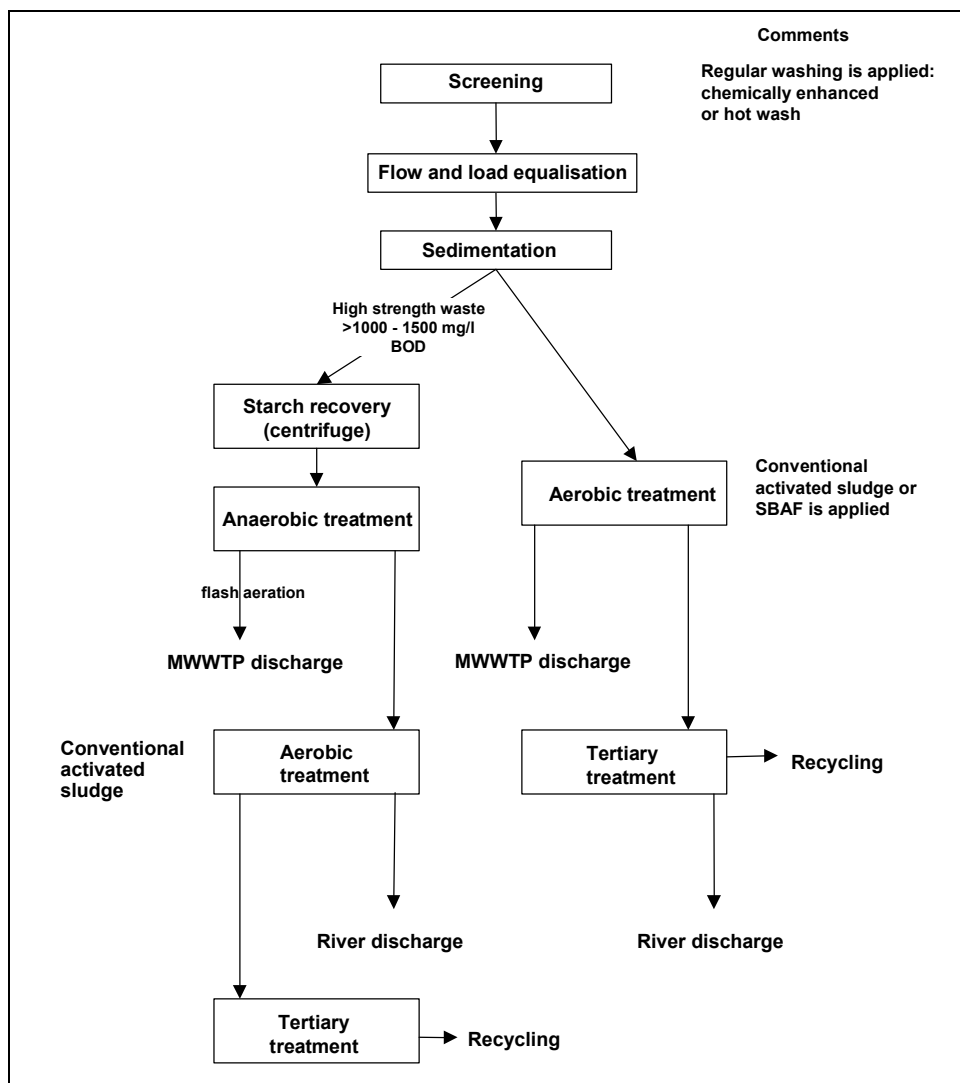 Comments
Screening
Regular washing is applied:
chemically enhanced
or hot wash
Flow and load equalisation
Sedimentation
High strength waste
>1000 - 1500 mg/l
BOD
Starch recovery
(centrifuge)
Aerobic treatment
Conventional
activated sludge or
SBAF is applied
Anaerobic treatment
flash aeration
MWWTP discharge
MWWTP discharge
Conventional
activated
sludge
Aerobic
treatment
Tertiary
treatment
Recycling
River discharge
River discharge
Tertiary
treatment
Recycling